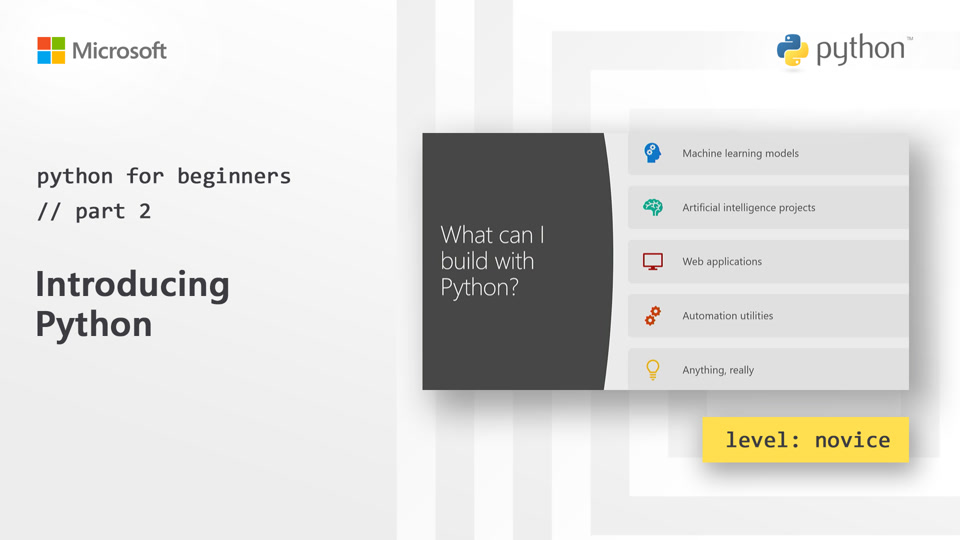 Microsoft
python™
python for beginners
// part 2
Introducing
Python
What can I
build with
Python?
Machine learning models
Artificial intelligence projects
Web applications
Automation utilities
Anything, really
level: novice